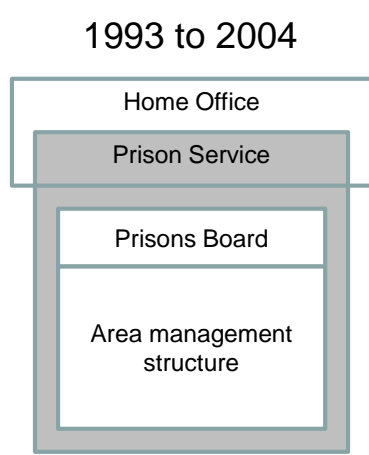 1993 to 2004
Home Office
Prison Service
Prisons Board
Area management
structure